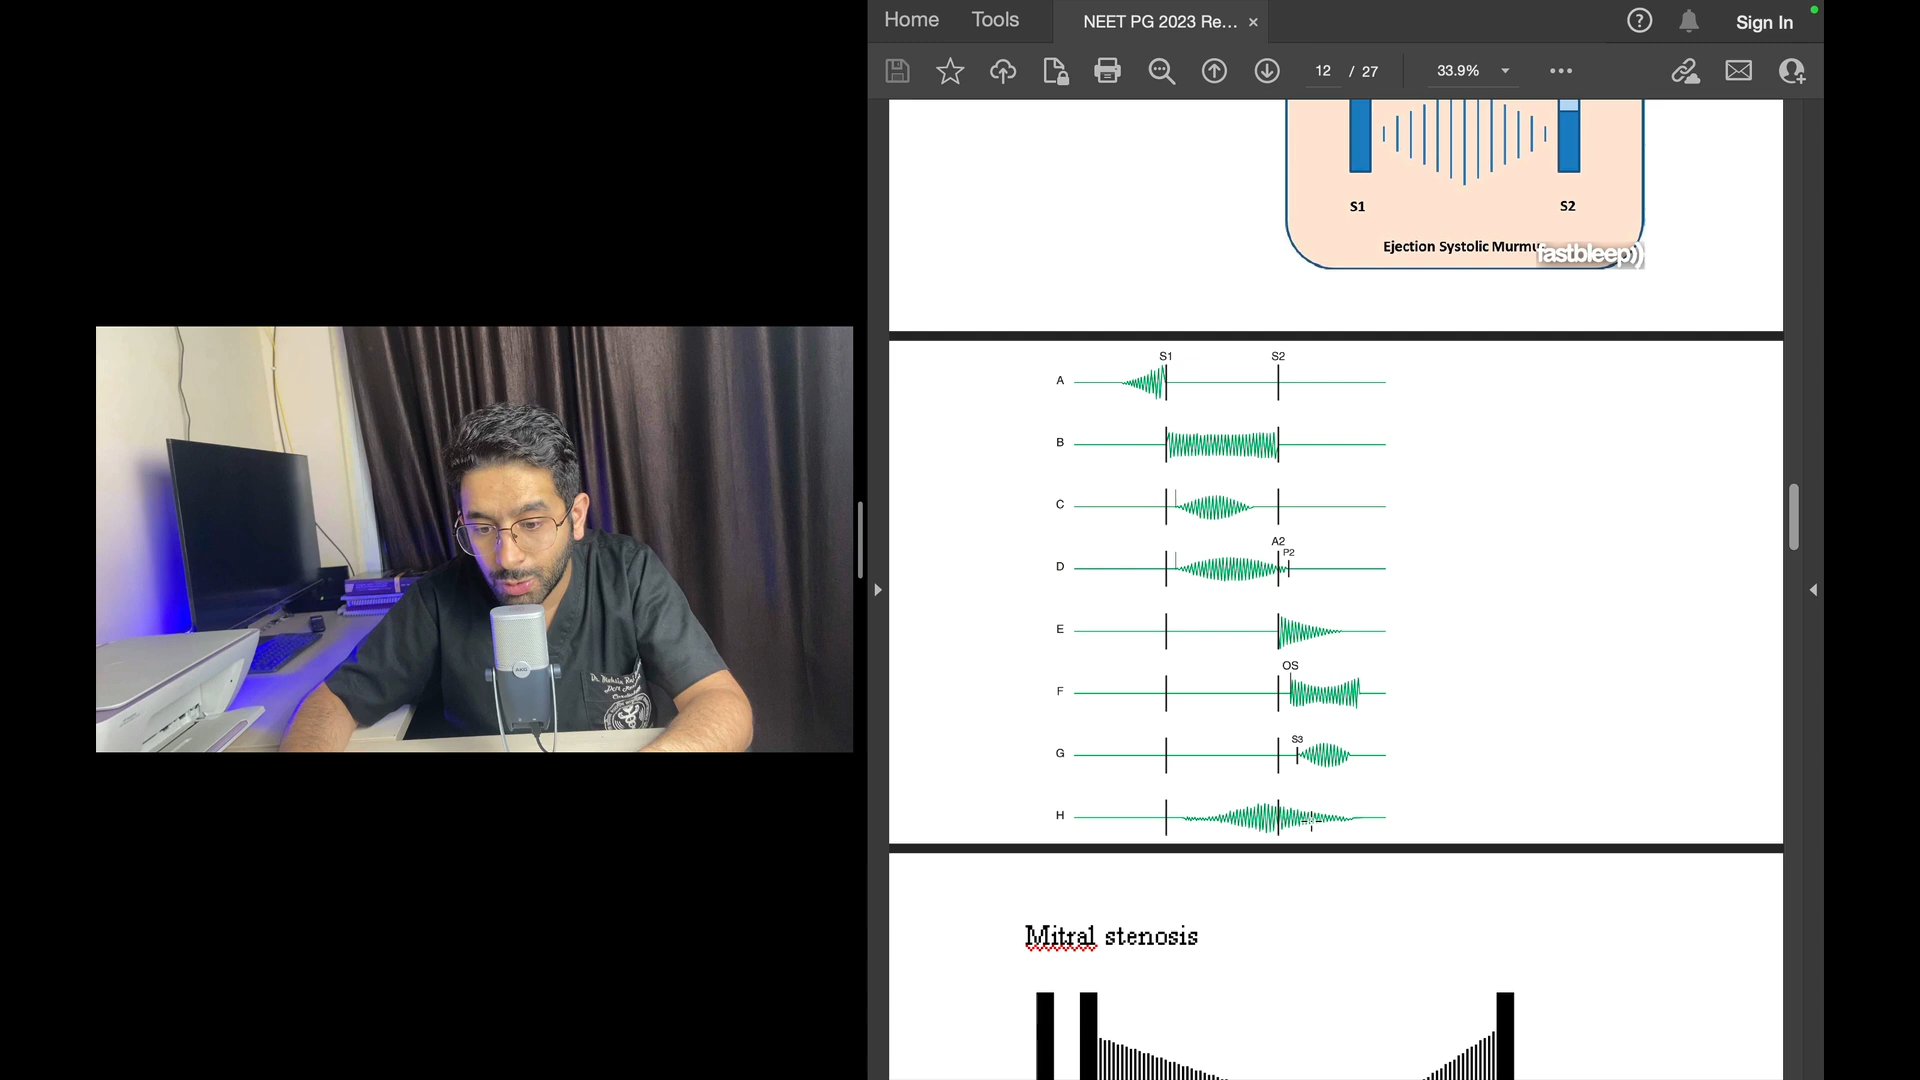 Home Tools NEET PG 2023 Re... × ? Sign In
12 / 27 33.9%
S1 S2
Ejection Systolic Murmu
fastbleep))
S1 S2
A
B
C
A2
P2
D
E
OS
F
S3
G
H
Mitral stenosis